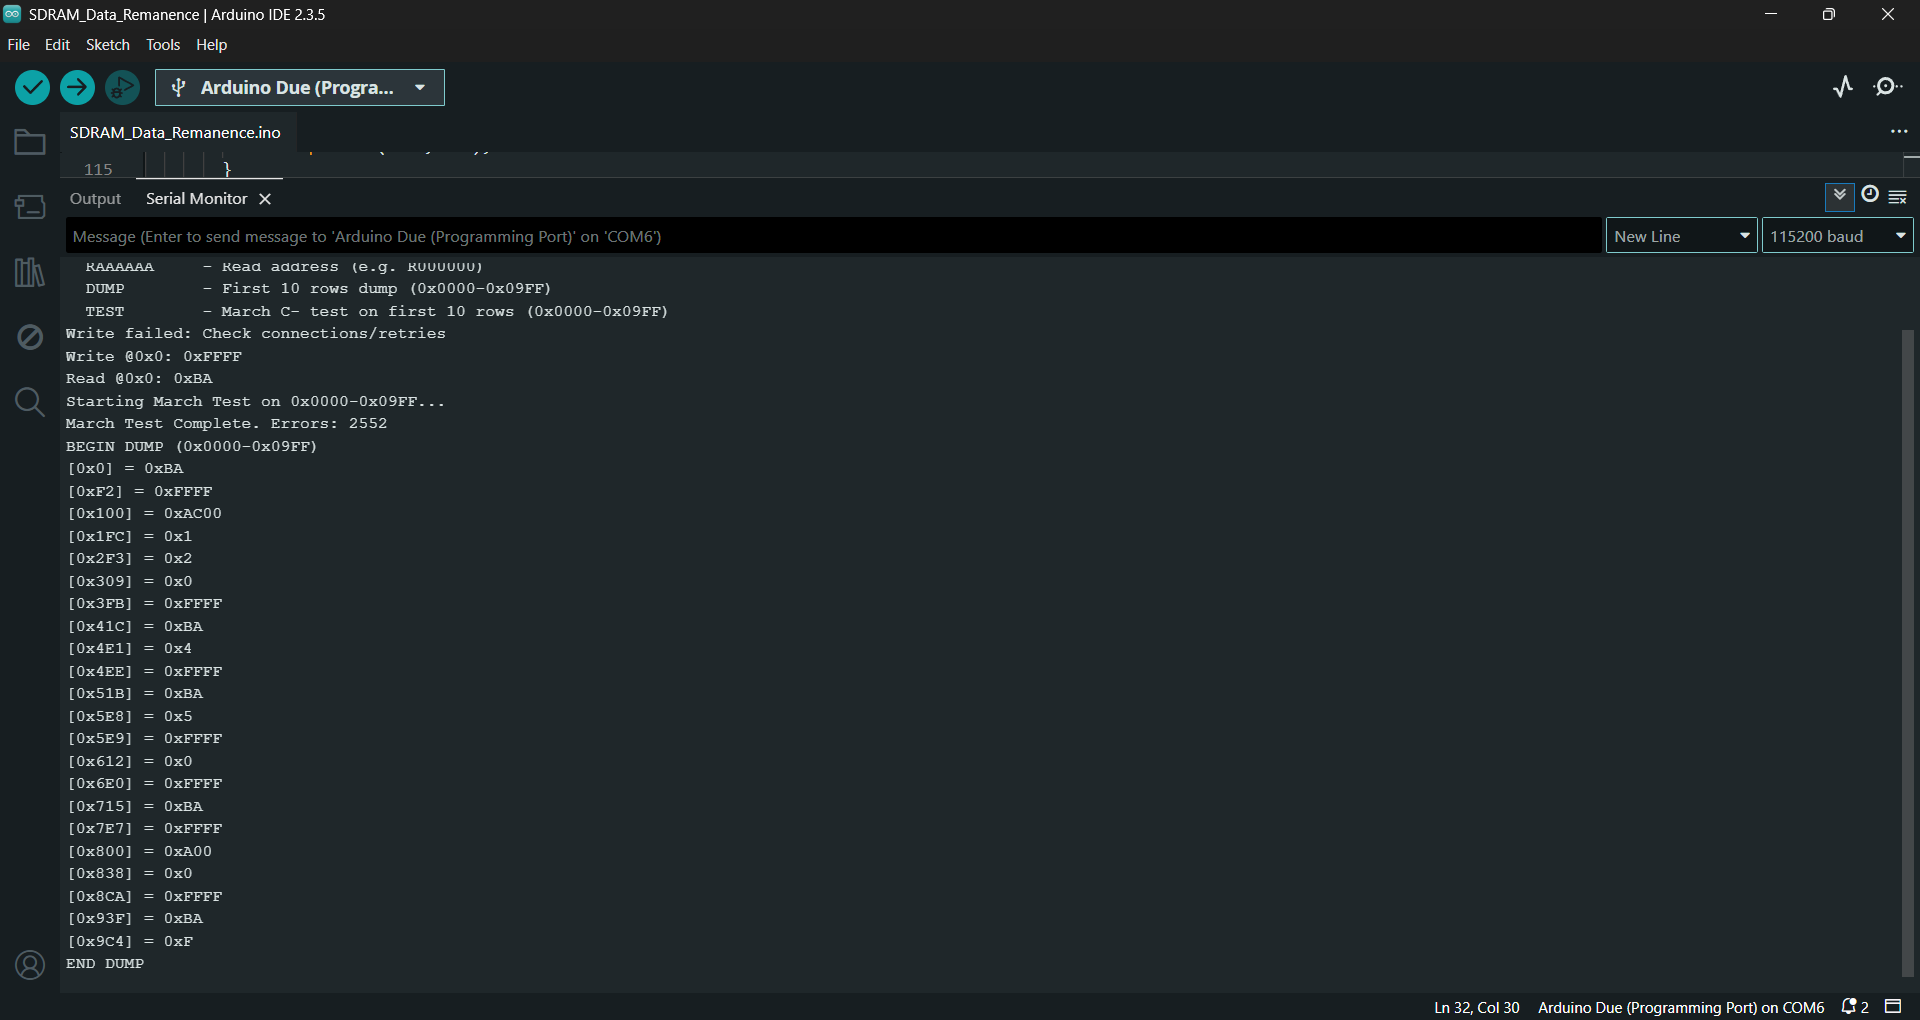 SDRAM_Data_Remanence | Arduino IDE 2.3.5
File Edit Sketch Tools Help
Arduino Due (Progra...
SDRAM_Data_Remanence.ino
115 }
Output Serial Monitor
Message (Enter to send message to 'Arduino Due (Programming Port)' on 'COM6')
New Line
115200 baud
RAAAAAA - Read address (e.g. R000000)
DUMP - First 10 rows dump (0x0000-0x09FF)
TEST - March C- test on first 10 rows (0x0000-0x09FF)
Write failed: Check connections/retries
Write @0x0: 0xFFFF
Read @0x0: 0xBA
Starting March Test on 0x0000-0x09FF...
March Test Complete. Errors: 2552
BEGIN DUMP (0x0000-0x09FF)
[0x0] = 0xBA
[0xF2] = 0xFFFF
[0x100] = 0xAC00
[0x1FC] = 0x1
[0x2F3] = 0x2
[0x309] = 0x0
[0x3FB] = 0xFFFF
[0x41C] = 0xBA
[0x4E1] = 0x4
[0x4EE] = 0xFFFF
[0x51B] = 0xBA
[0x5E8] = 0x5
[0x5E9] = 0xFFFF
[0x612] = 0x0
[0x6E0] = 0xFFFF
[0x715] = 0xBA
[0x7E7] = 0xFFFF
[0x800] = 0xA00
[0x838] = 0x0
[0x8CA] = 0xFFFF
[0x93F] = 0xBA
[0x9C4] = 0xF
END DUMP
Ln 32, Col 30 Arduino Due (Programming Port) on COM6 2